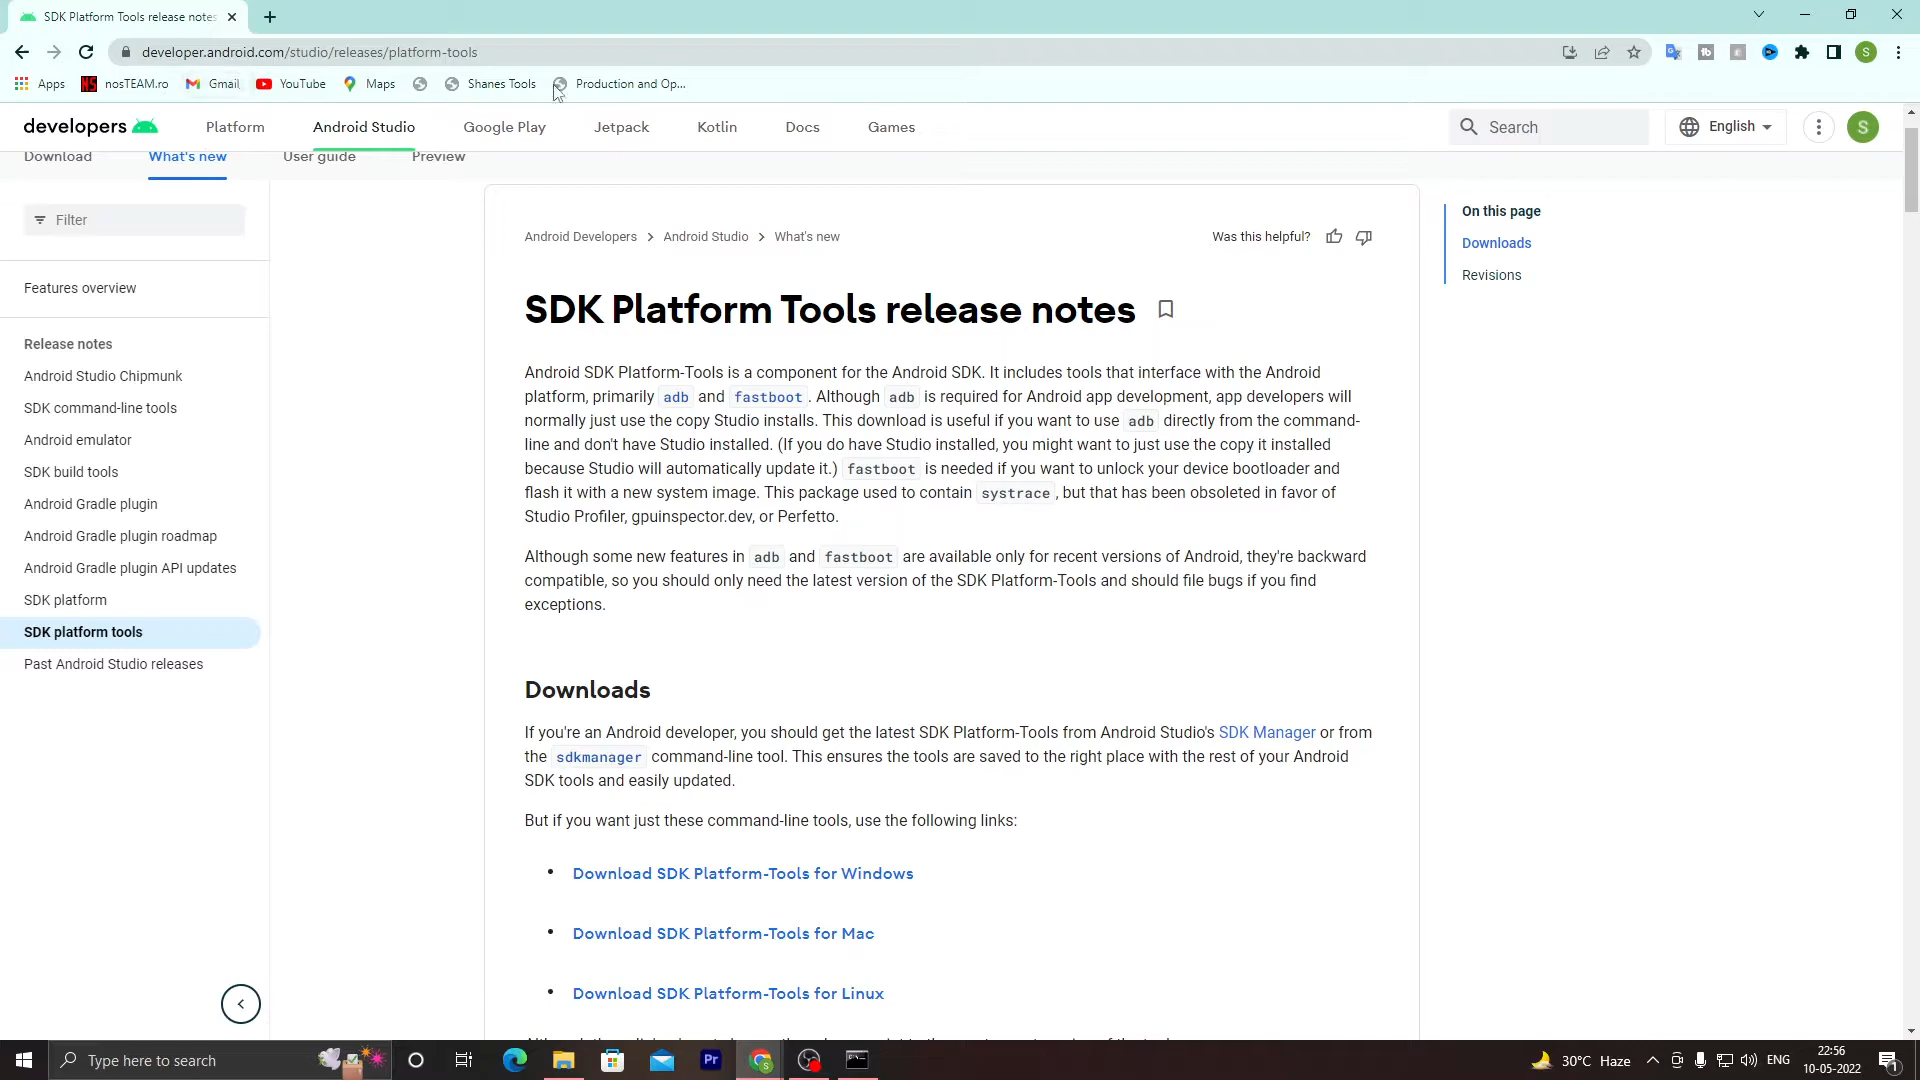 SDK Platform Tools release notes
developer.android.com/studio/releases/platform-tools
S
Apps
nosTEAM.ro
Gmail
YouTube
Maps
Shanes Tools
Production and Op...
developers
Platform
Android Studio
Google Play
Jetpack
Kotlin
Docs
Games
Search
English
S
Download
What's new
User guide
Preview
Filter
Features overview
Release notes
Android Studio Chipmunk
SDK command-line tools
Android emulator
SDK build tools
Android Gradle plugin
Android Gradle plugin roadmap
Android Gradle plugin API updates
SDK platform
SDK platform tools
Past Android Studio releases
Android Developers > Android Studio > What's new
Was this helpful?
SDK Platform Tools release notes
Android SDK Platform-Tools is a component for the Android SDK. It includes tools that interface with the Android
platform, primarily adb and fastboot. Although adb is required for Android app development, app developers will
normally just use the copy Studio installs. This download is useful if you want to use adb directly from the command-
line and don't have Studio installed. (If you do have Studio installed, you might want to just use the copy it installed
because Studio will automatically update it.) fastboot is needed if you want to unlock your device bootloader and
flash it with a new system image. This package used to contain systrace, but that has been obsoleted in favor of
Studio Profiler, gpuinspector.dev, or Perfetto.
Although some new features in adb and fastboot are available only for recent versions of Android, they're backward
compatible, so you should only need the latest version of the SDK Platform-Tools and should file bugs if you find
exceptions.
Downloads
If you're an Android developer, you should get the latest SDK Platform-Tools from Android Studio's SDK Manager or from
the sdkmanager command-line tool. This ensures the tools are saved to the right place with the rest of your Android
SDK tools and easily updated.
But if you want just these command-line tools, use the following links:
• Download SDK Platform-Tools for Windows
• Download SDK Platform-Tools for Mac
• Download SDK Platform-Tools for Linux
On this page
Downloads
Revisions
Type here to search
Pr
30°C Haze
ENG
22:56
10-05-2022
1